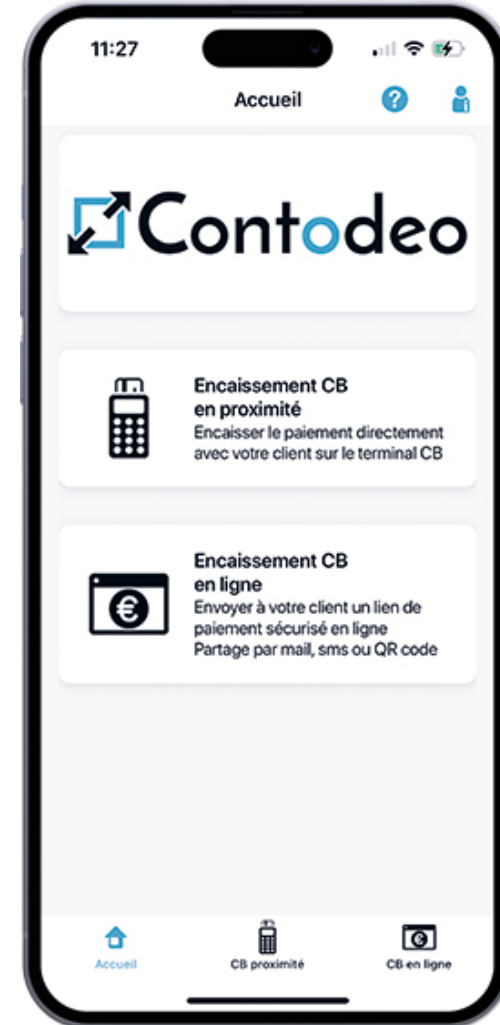 11:27
Accueil
Contodeo
Encaissement CB
en proximité
Encaisser le paiement directement
avec votre client sur le terminal CB
Encaissement CB
en ligne
Envoyer à votre client un lien de
paiement sécurisé en ligne
Partage par mail, sms ou QR code
Accueil
CB proximité
CB en ligne